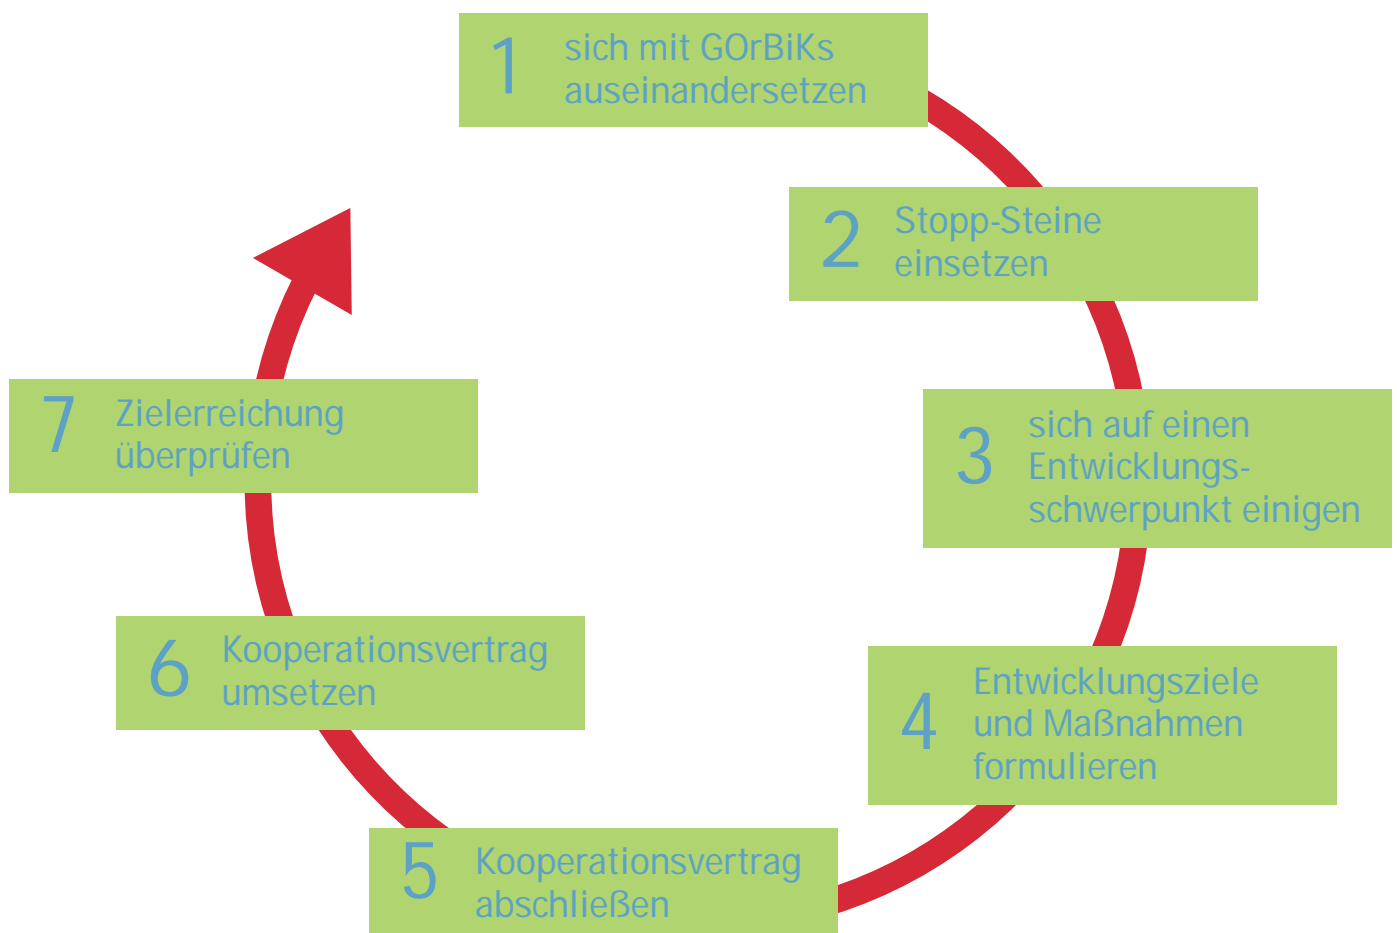 1 sich mit GOrBiKs
auseinandersetzen
2 Stopp-Steine
einsetzen
3 sich auf einen
Entwicklungs-
schwerpunkt einigen
4 Entwicklungsziele
und Maßnahmen
formulieren
5 Kooperationsvertrag
abschließen
6 Kooperationsvertrag
umsetzen
7 Zielerreichung
überprüfen